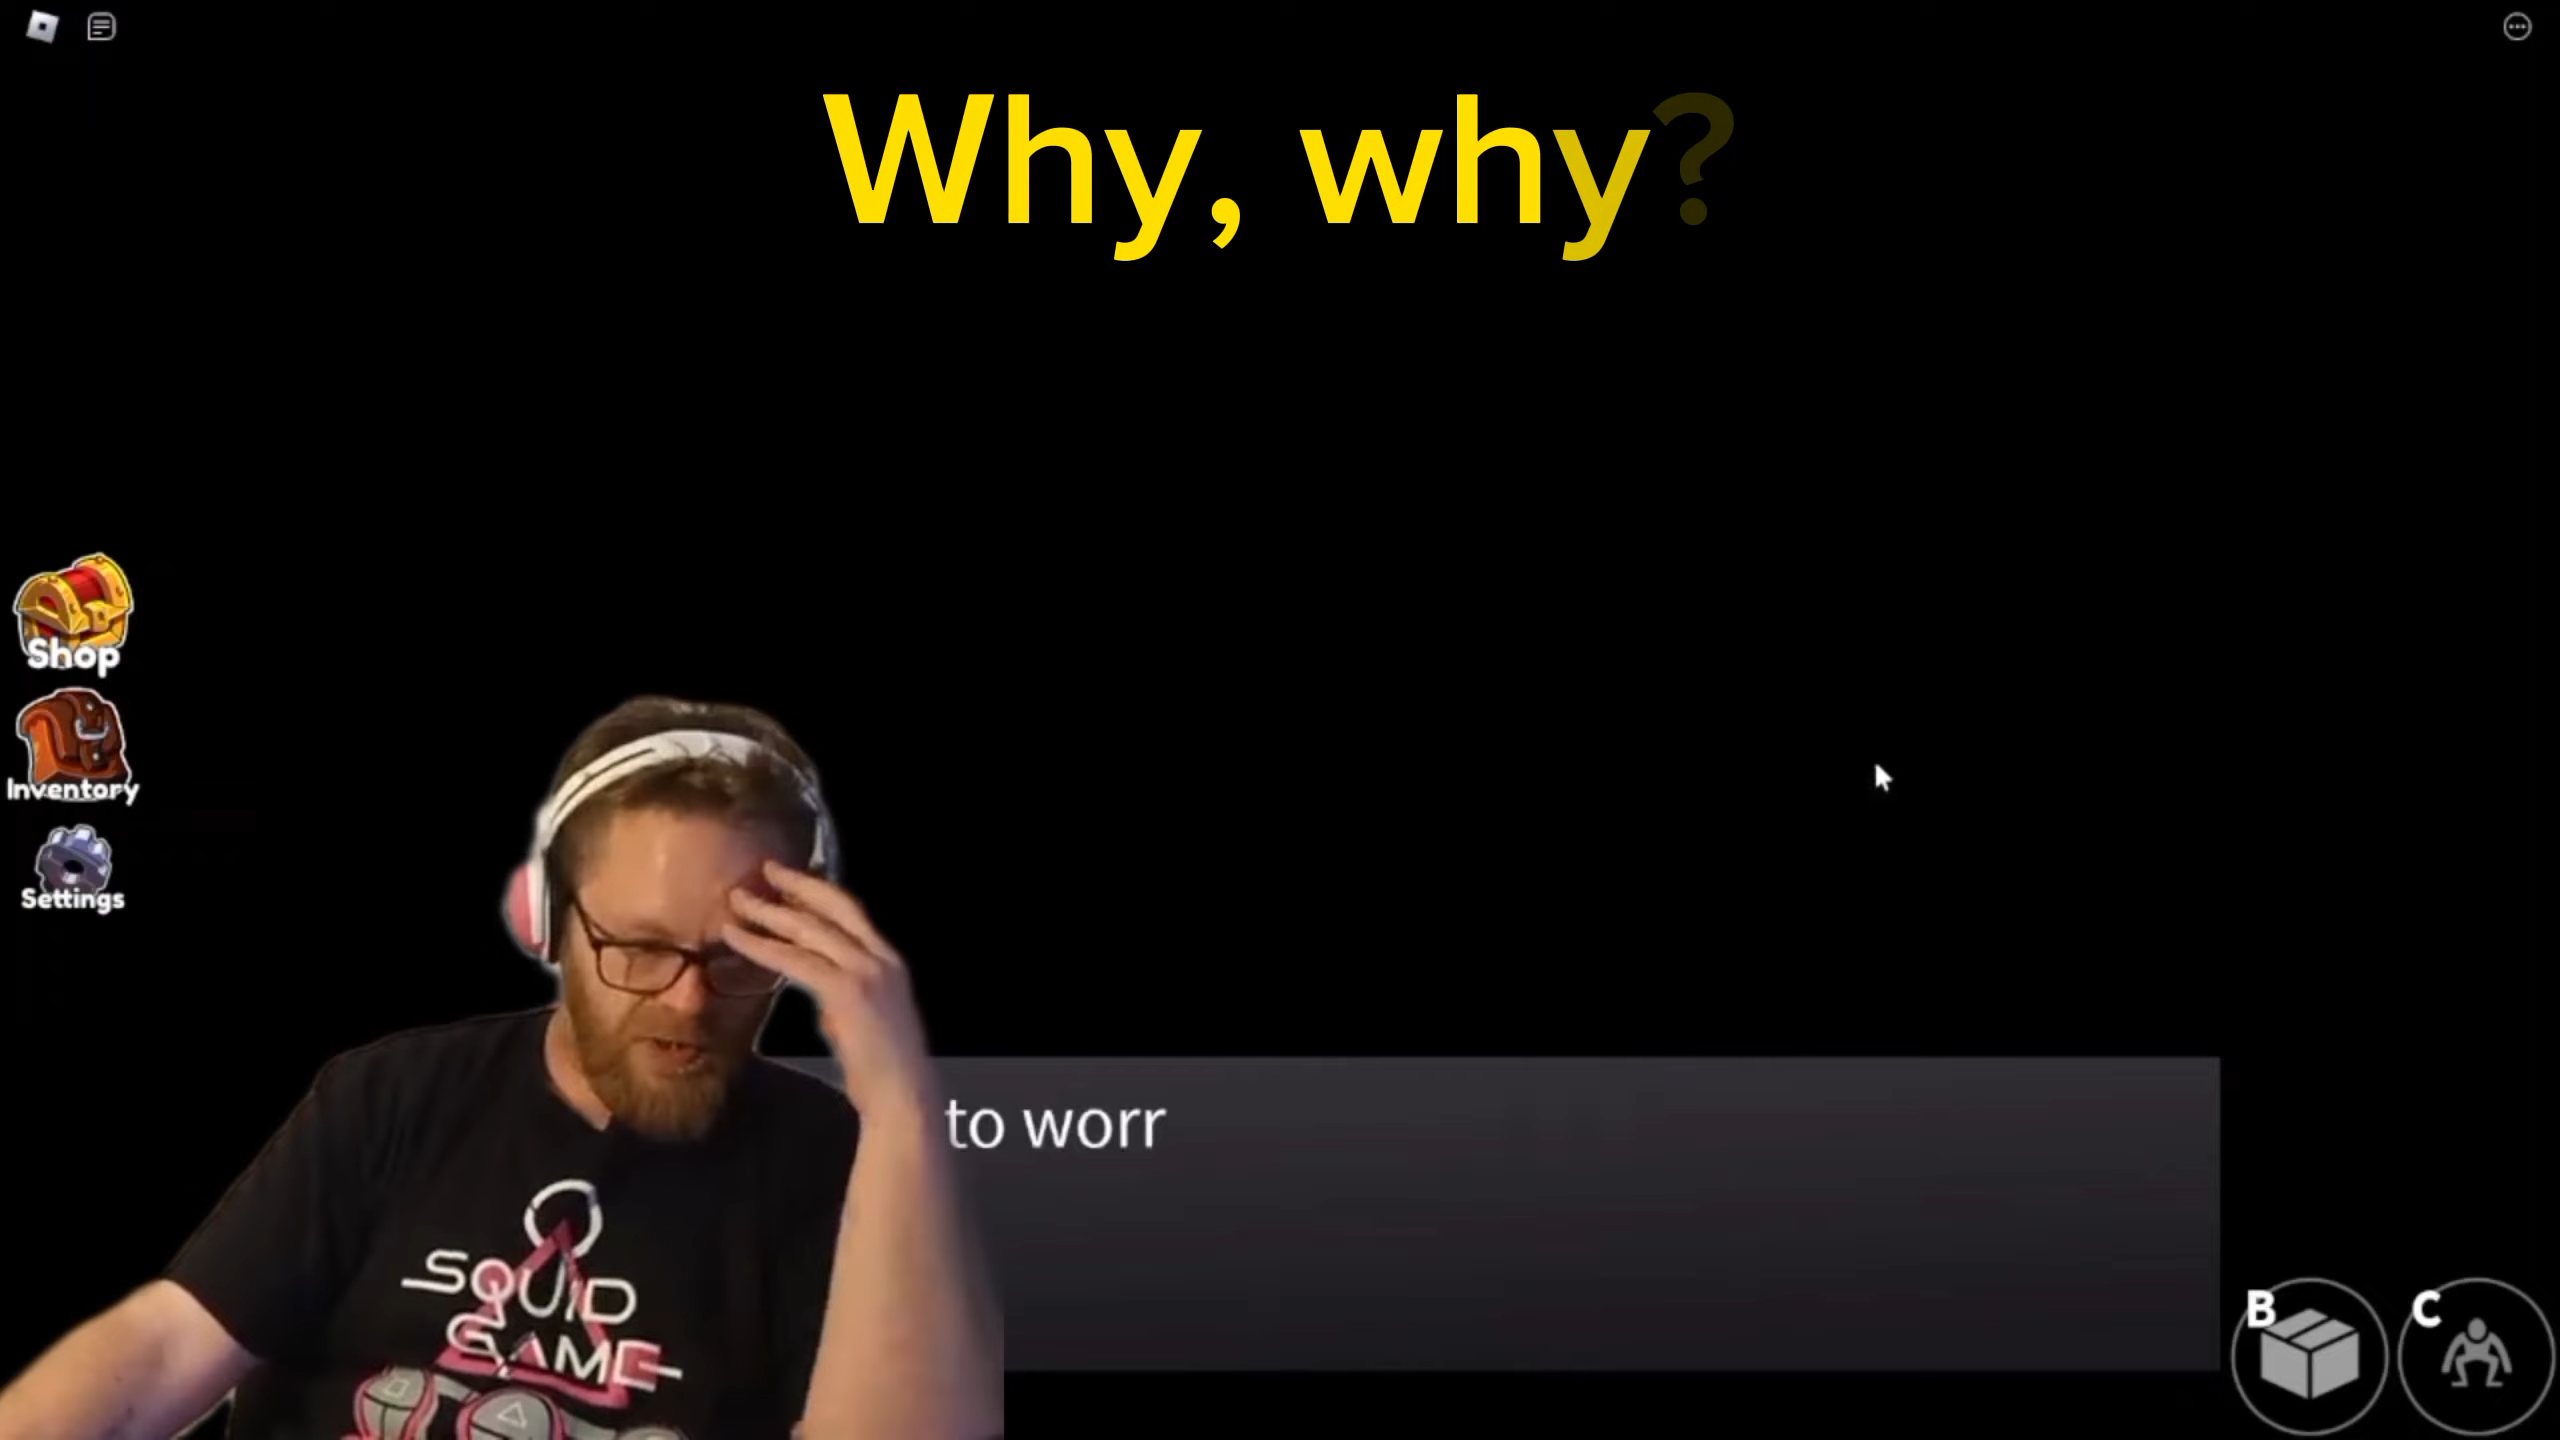 Why, why?
Shop
Inventory
Settings
to worr
SQUID
GAME
B
C